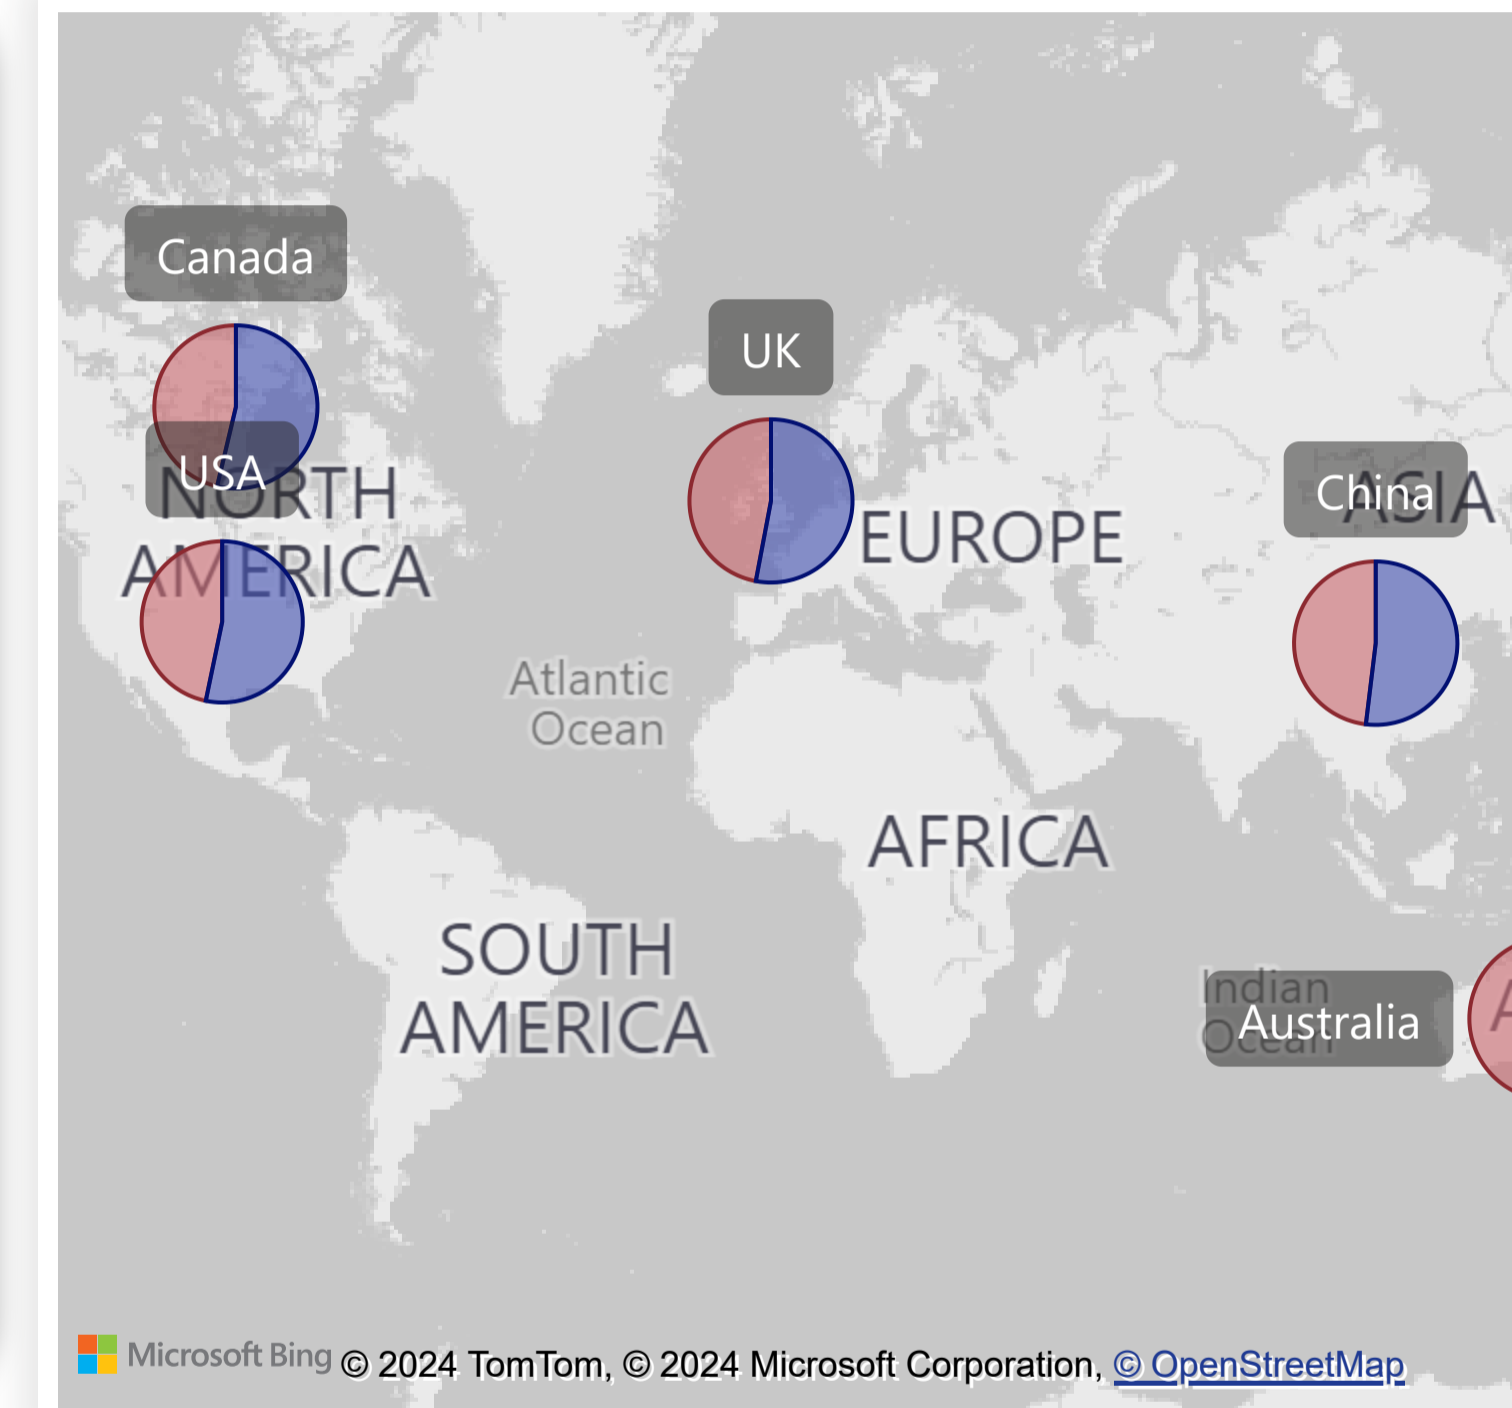 Canada
UK
USA
NORTH
AMERICA
China
ASIA
EUROPE
Atlantic
Ocean
AFRICA
SOUTH
AMERICA
Indian
Ocean
Australia
A
Microsoft Bing © 2024 TomTom, © 2024 Microsoft Corporation, © OpenStreetMap